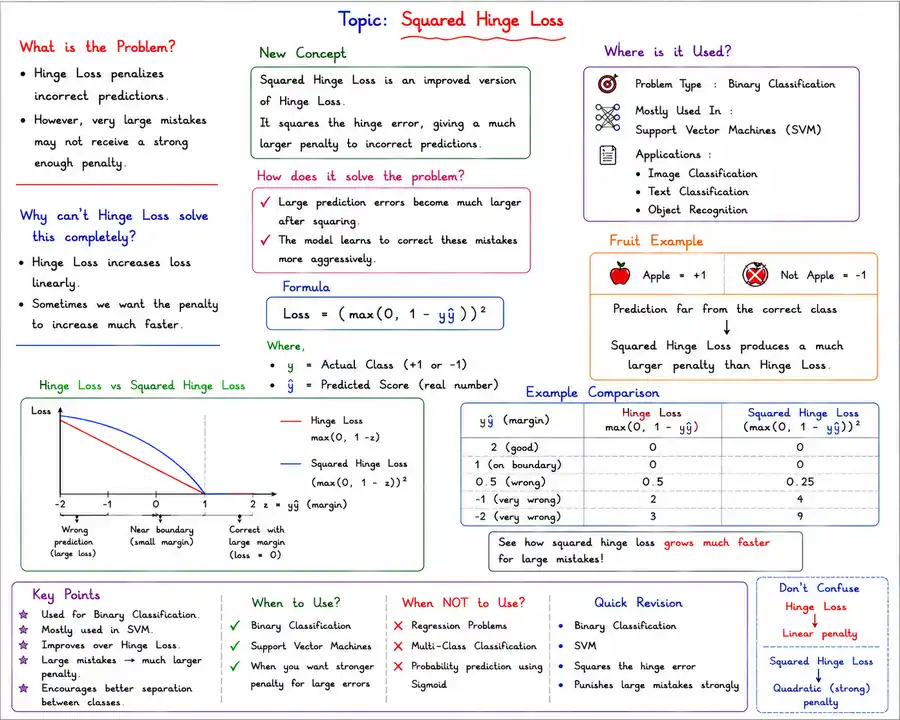 Topic: Squared Hinge Loss
What is the Problem?
• Hinge Loss penalizes
incorrect predictions.
• However, very large mistakes
may not receive a strong
enough penalty.
Why can't Hinge Loss solve
this completely?
• Hinge Loss increases loss
linearly.
• Sometimes we want the penalty
to increase much faster.
New Concept
Squared Hinge Loss is an improved version
of Hinge Loss.
It squares the hinge error, giving a much
larger penalty to incorrect predictions.
How does it solve the problem?
✓ Large prediction errors become much larger
after squaring.
✓ The model learns to correct these mistakes
more aggressively.
Formula
Loss = (max(0, 1 - yŷ))²
Where,
• y = Actual Class (+1 or -1)
• ŷ = Predicted Score (real number)
Where is it Used?
Problem Type : Binary Classification
Mostly Used In :
Support Vector Machines (SVM)
Applications :
• Image Classification
• Text Classification
• Object Recognition
Fruit Example
Apple = +1
Not Apple = -1
Prediction far from the correct class
↓
Squared Hinge Loss produces a much
larger penalty than Hinge Loss.
Hinge Loss vs Squared Hinge Loss
Loss
Hinge Loss
max(0, 1 -z)
Squared Hinge Loss
(max(0, 1 - z))²
-2 -1 0 1 2 z = yŷ (margin)
Wrong
prediction
(large loss)
Near boundary
(small margin)
Correct with
large margin
(loss = 0)
Example Comparison
yŷ (margin) Hinge Loss max(0, 1 - yŷ) Squared Hinge Loss (max(0, 1 - yŷ))²
2 (good) 0 0
1 (on boundary) 0 0
0.5 (wrong) 0.5 0.25
-1 (very wrong) 2 4
-2 (very wrong) 3 9
See how squared hinge loss grows much faster
for large mistakes!
Key Points
Used for Binary Classification.
Mostly used in SVM.
Improves over Hinge Loss.
Large mistakes → much larger
penalty.
Encourages better separation
between classes.
When to Use?
✓ Binary Classification
✓ Support Vector Machines
✓ When you want stronger
penalty for large errors
When NOT to Use?
✗ Regression Problems
✗ Multi-Class Classification
✗ Probability prediction using
Sigmoid
Quick Revision
• Binary Classification
• SVM
• Squares the hinge error
• Punishes large mistakes strongly
Don't Confuse
Hinge Loss
↓
Linear penalty
Squared Hinge Loss
↓
Quadratic (strong)
penalty